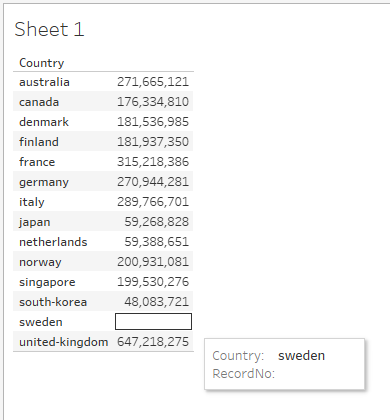 Sheet 1
Country
australia 271,665,121
canada 176,334,810
denmark 181,536,985
finland 181,937,350
france 315,218,386
germany 270,944,281
italy 289,766,701
japan 59,268,828
netherlands 59,388,651
norway 200,931,081
singapore 199,530,276
south-korea 48,083,721
sweden
united-kingdom 647,218,275
Country: sweden
RecordNo: